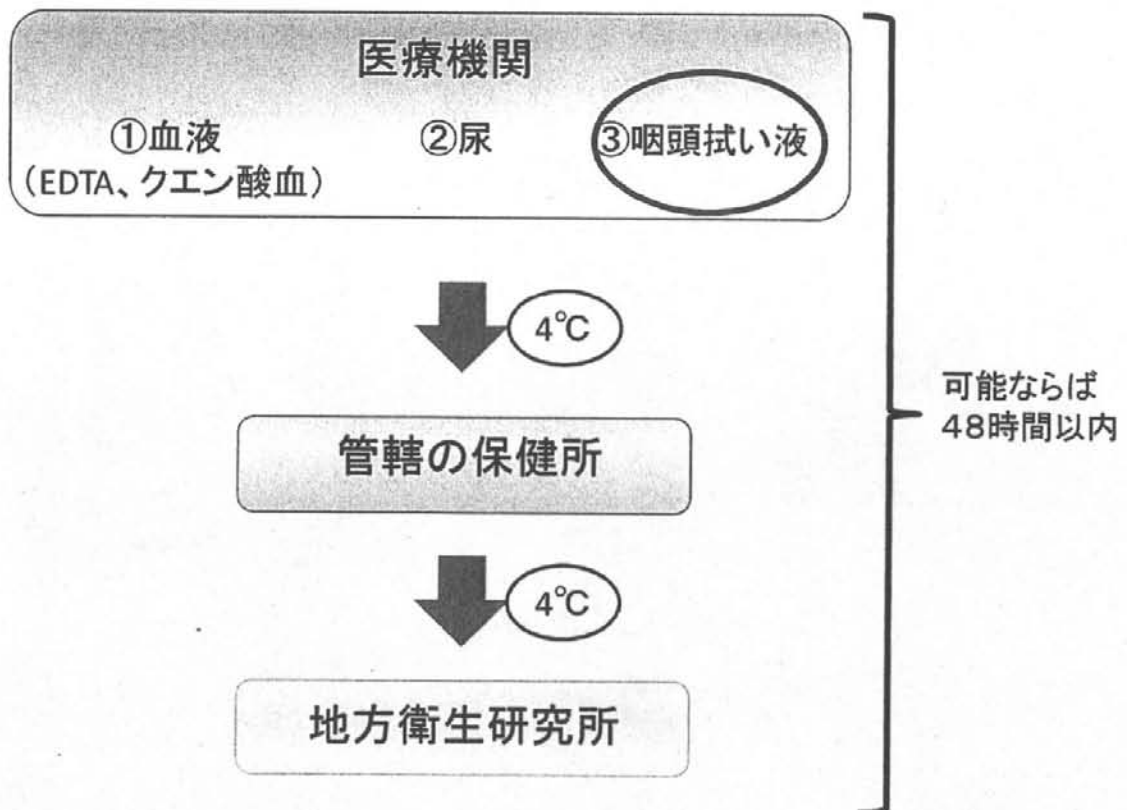 医療機関
①血液 ②尿 ③咽頭拭い液
(EDTA、クエン酸血)
4℃
可能ならば
48時間以内
管轄の保健所
4℃
地方衛生研究所